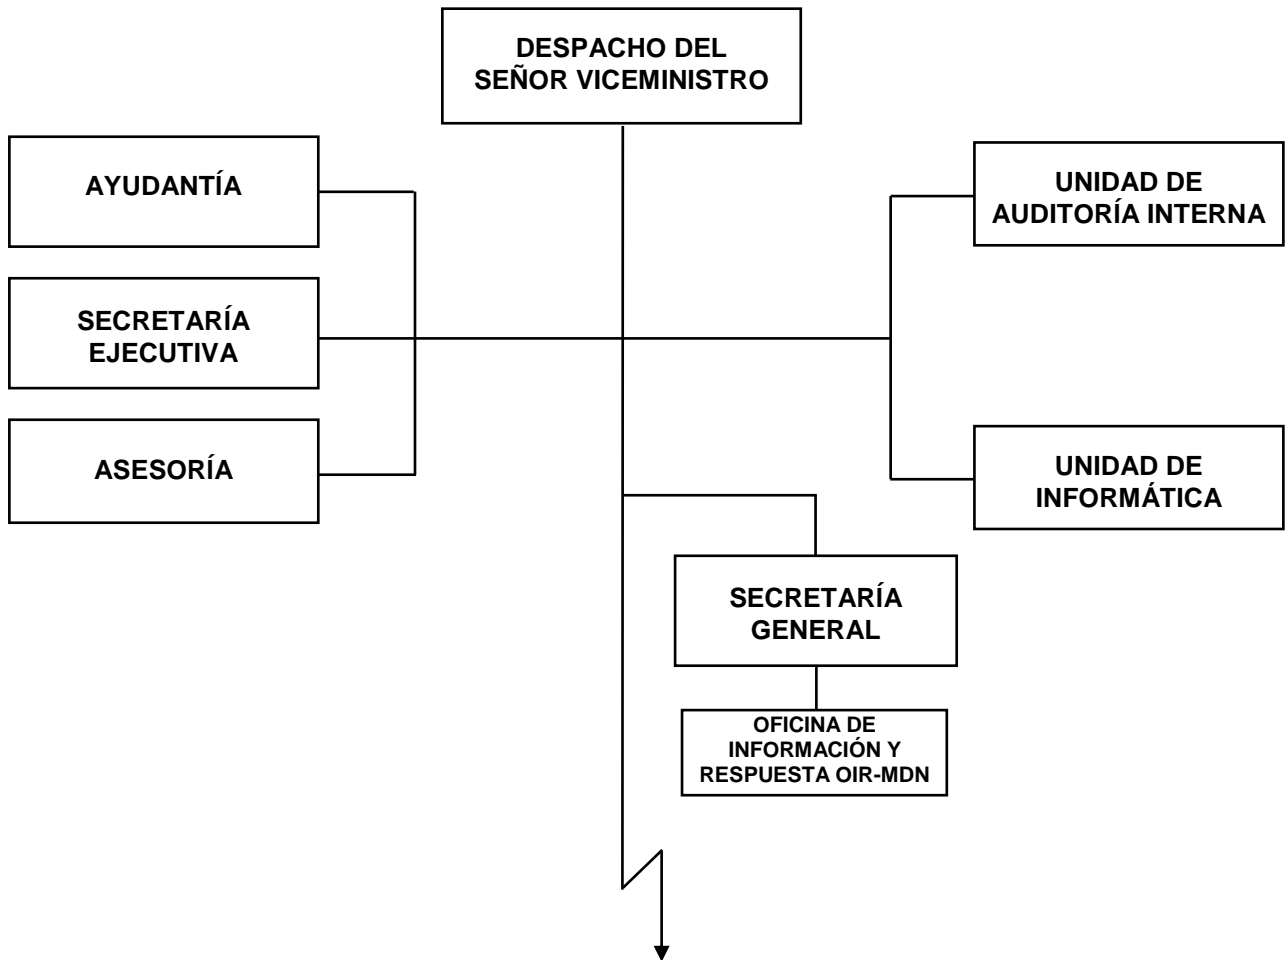 DESPACHO DEL
SEÑOR VICEMINISTRO
AYUDANTÍA
SECRETARÍA
EJECUTIVA
ASESORÍA
UNIDAD DE
AUDITORÍA INTERNA
UNIDAD DE
INFORMÁTICA
SECRETARÍA
GENERAL
OFICINA DE
INFORMACIÓN Y
RESPUESTA OIR-MDN